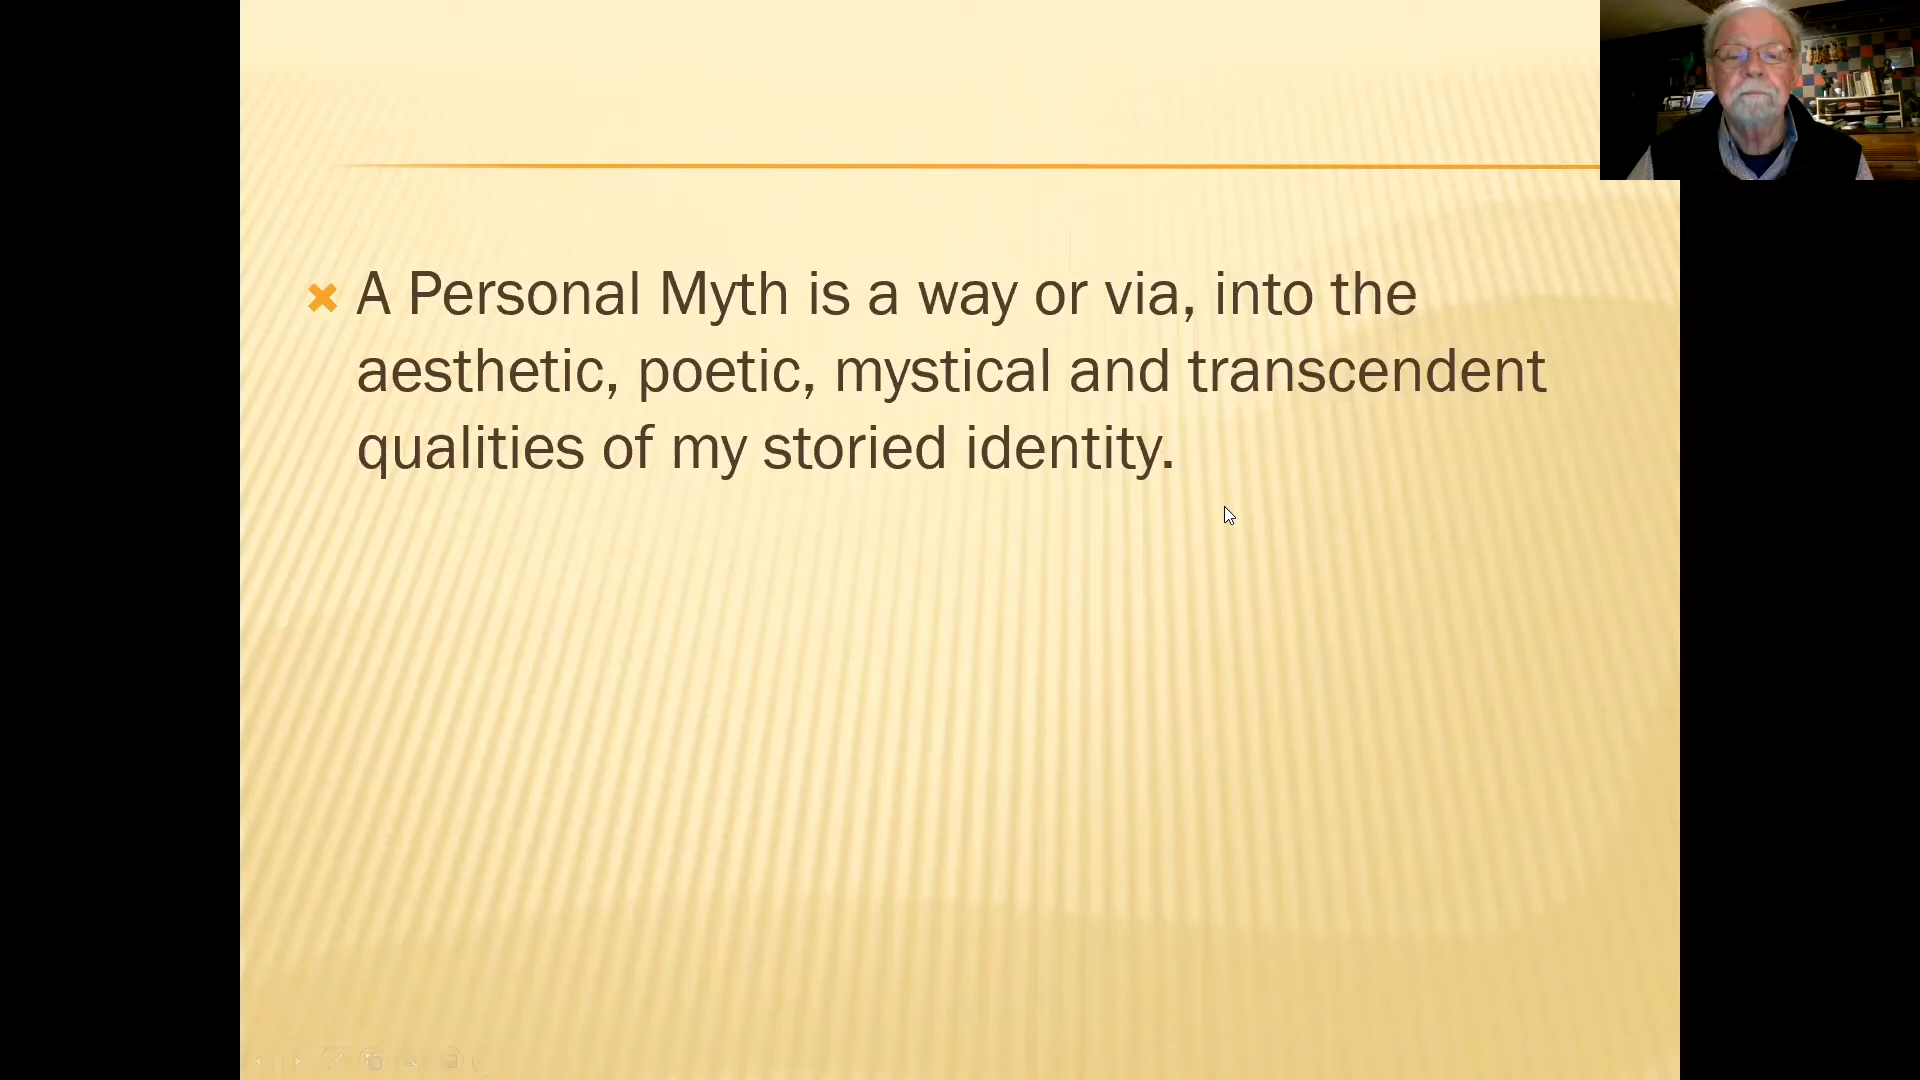 A Personal Myth is a way or via, into the
aesthetic, poetic, mystical and transcendent
qualities of my storied identity.